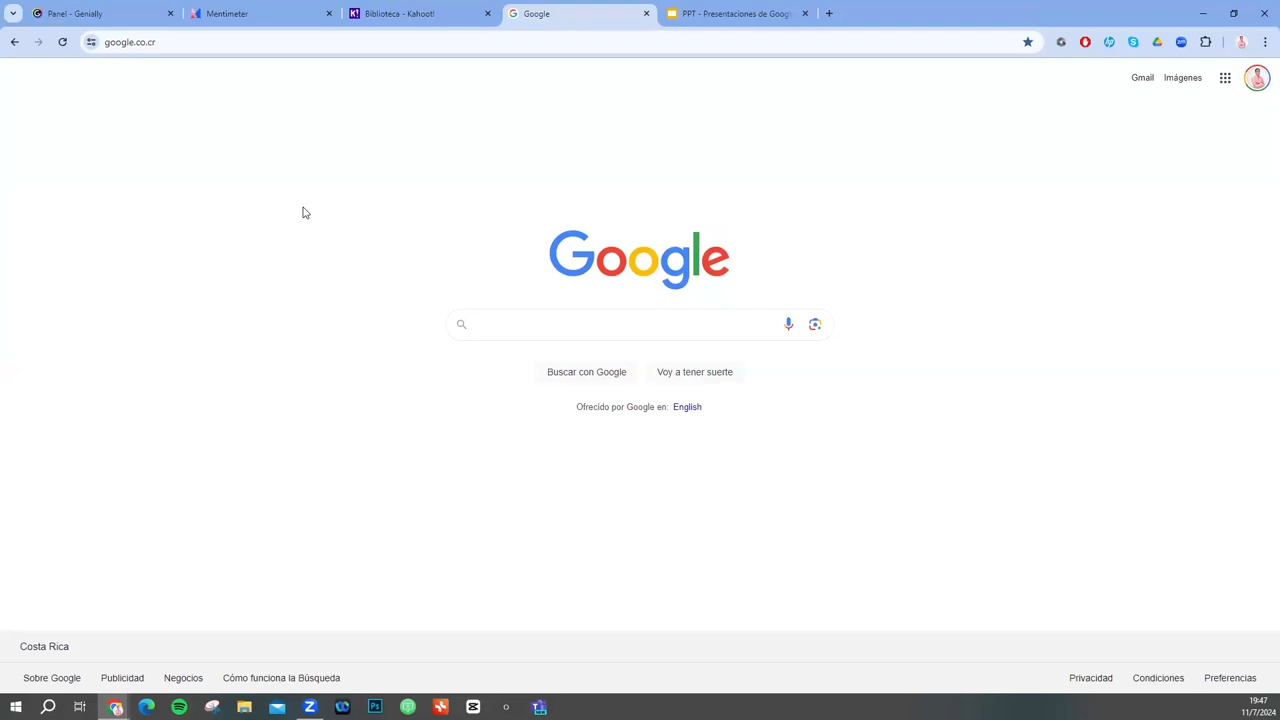 Panel - Genially
Mentimeter
Biblioteca - Kahoot!
Google
PPT - Presentaciones de Goog
google.co.cr
Gmail
Imágenes
Google
Buscar con Google
Voy a tener suerte
Ofrecido por Google en: English
Costa Rica
Sobre Google
Publicidad
Negocios
Cómo funciona la Búsqueda
Privacidad
Condiciones
Preferencias
19:47
11/7/2024